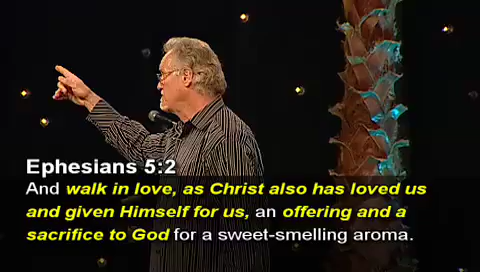 Ephesians 5:2
And walk in love, as Christ also has loved us
and given Himself for us, an offering and a
sacrifice to God for a sweet-smelling aroma.